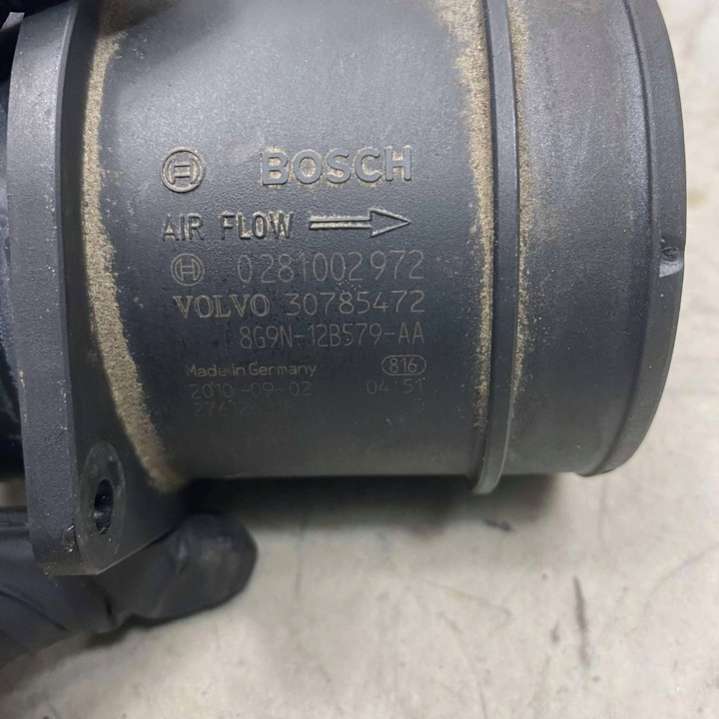 BOSCH
AIR FLOW
0281002972
VOLVO 30785472
8G9N-12B579-AA
Made in Germany 816
2010-09-02 04:51